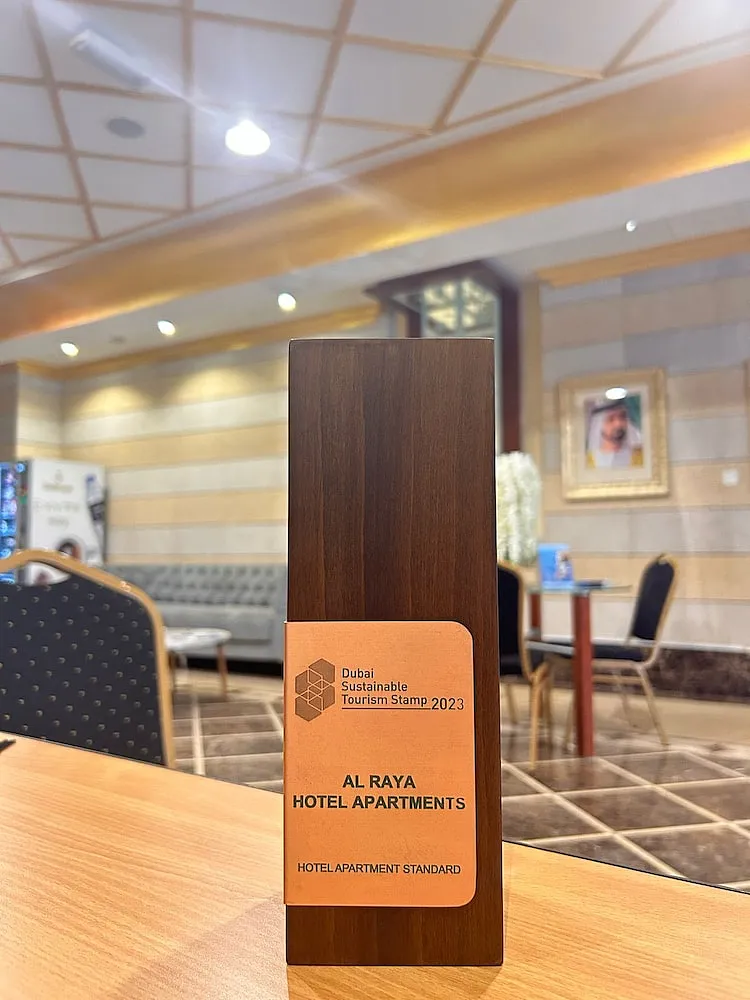 Dubai
Sustainable
Tourism Stamp 2023
AL RAYA
HOTEL APARTMENTS
HOTEL APARTMENT STANDARD